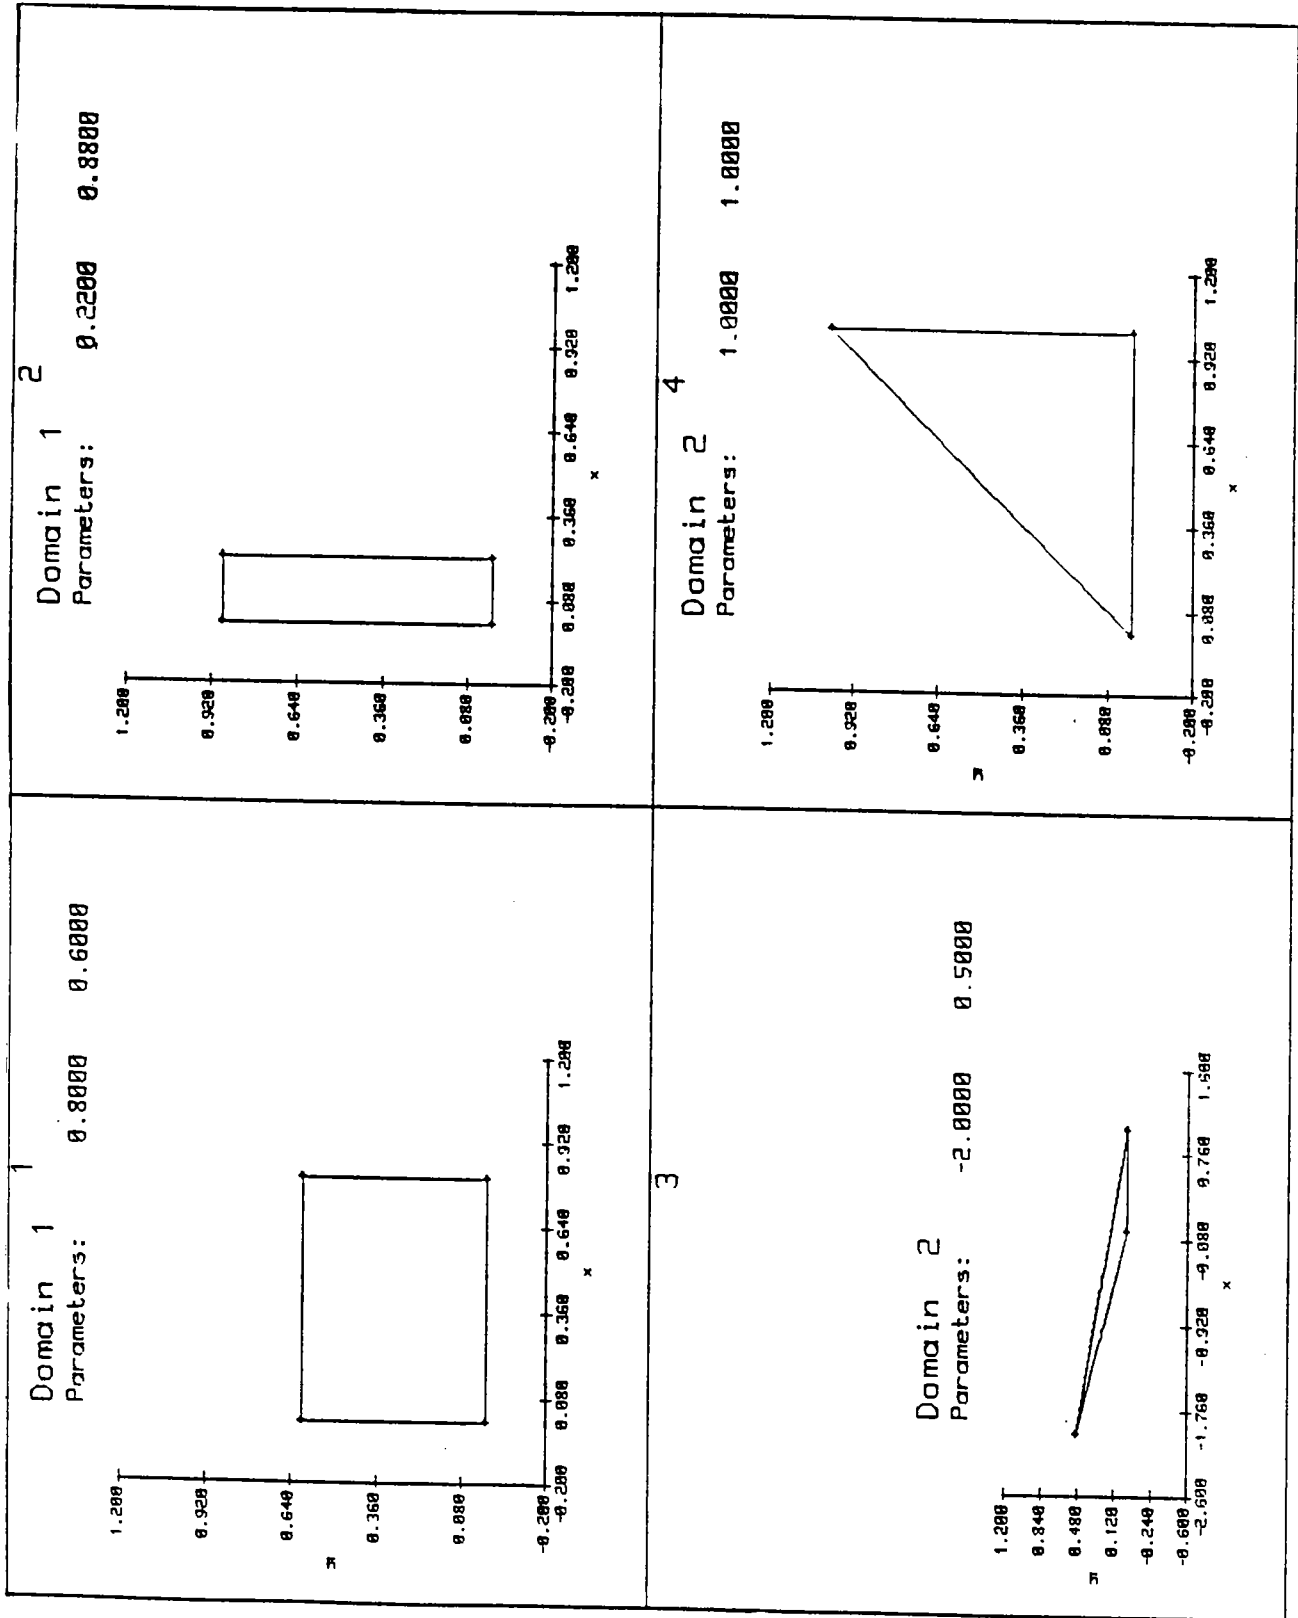 1
Domain 1
Parameters: 0.8000 0.6000
1.200
0.920
0.640
0.360
0.080
-0.200
y
-0.200 0.080 0.360 0.640 0.920 1.200
x
2
Domain 1
Parameters: 0.2200 0.8800
1.200
0.920
0.640
0.360
0.080
-0.200
-0.200 0.080 0.360 0.640 0.920 1.200
x
3
Domain 2
Parameters: -2.0000 0.5000
1.200
0.840
0.480
0.120
-0.240
-0.600
y
-2.600 -1.760 -0.920 -0.080 0.760 1.600
x
4
Domain 2
Parameters: 1.0000 1.0000
1.200
0.920
0.640
0.360
0.080
-0.200
y
-0.200 0.080 0.360 0.640 0.920 1.200
x